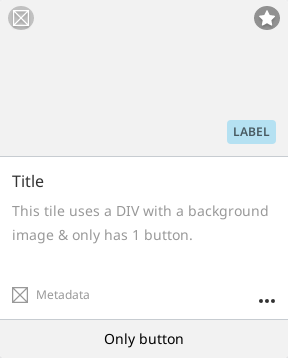 LABEL
Title
This tile uses a DIV with a background
image & only has 1 button.
Metadata
Only button